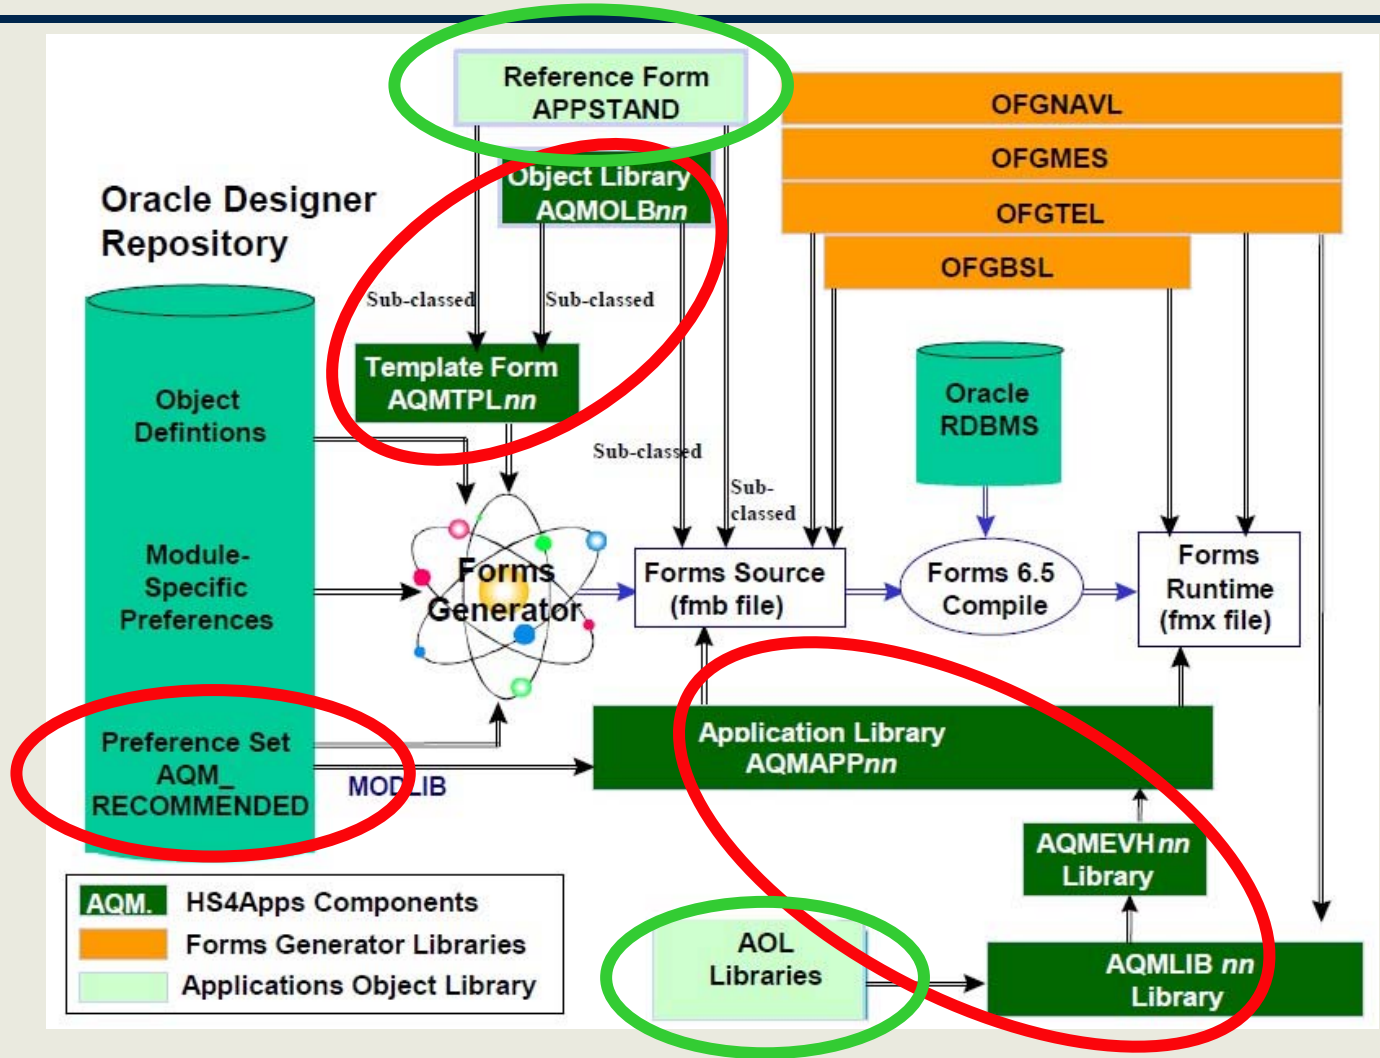 Reference Form
APPSTAND
OFGNAVL
OFGMES
OFGTEL
OFGBSL
Object Library
AQMOLBnn
Oracle Designer
Repository
Sub-classed
Sub-classed
Template Form
AQMTPLnn
Object
Defintions
Oracle
RDBMS
Sub-classed
Sub-
classed
Module-
Specific
Preferences
Forms
Generator
Forms Source
(fmb file)
Forms 6.5
Compile
Forms
Runtime
(fmx file)
Preference Set
AQM_
RECOMMENDED
MODLIB
Application Library
AQMAPPnn
AQMEVHnn
Library
AQM.
HS4Apps Components
Forms Generator Libraries
Applications Object Library
AOL
Libraries
AQMLIB nn
Library